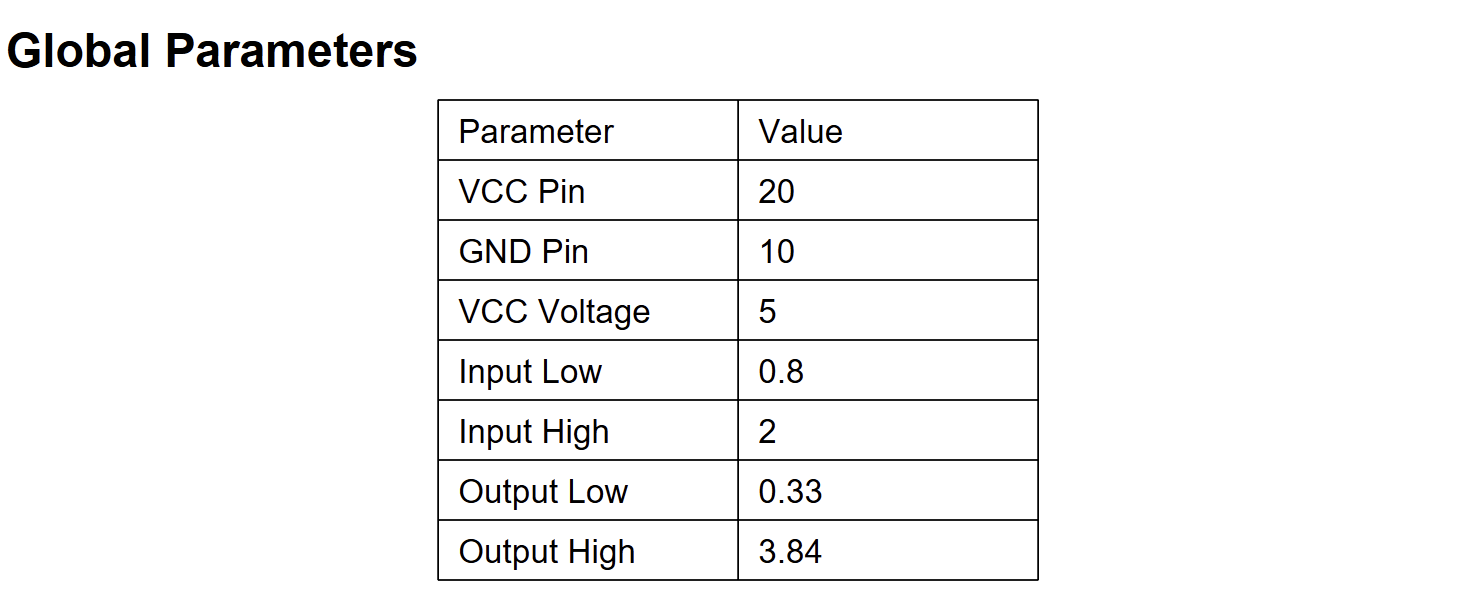 Global Parameters
Parameter Value
VCC Pin 20
GND Pin 10
VCC Voltage 5
Input Low 0.8
Input High 2
Output Low 0.33
Output High 3.84